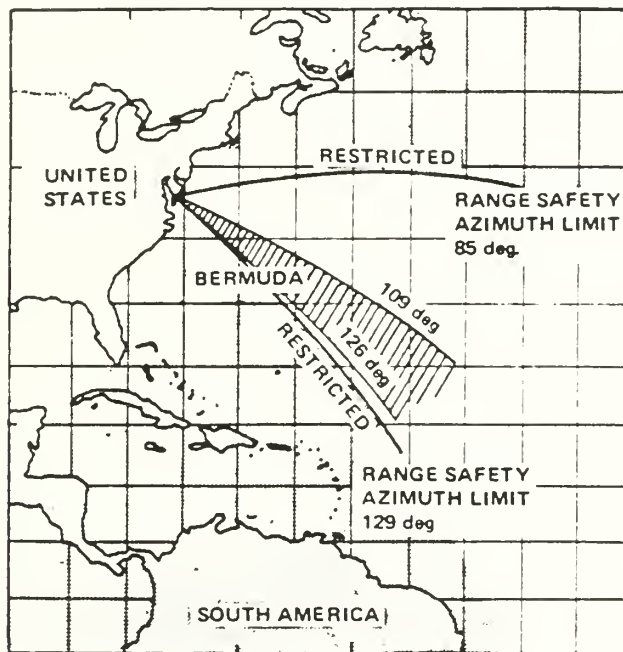 RESTRICTED
UNITED
STATES
RANGE SAFETY
AZIMUTH LIMIT
85 deg.
BERMUDA
109 deg
126 deg
RESTRICTED
RANGE SAFETY
AZIMUTH LIMIT
129 deg
SOUTH AMERICA